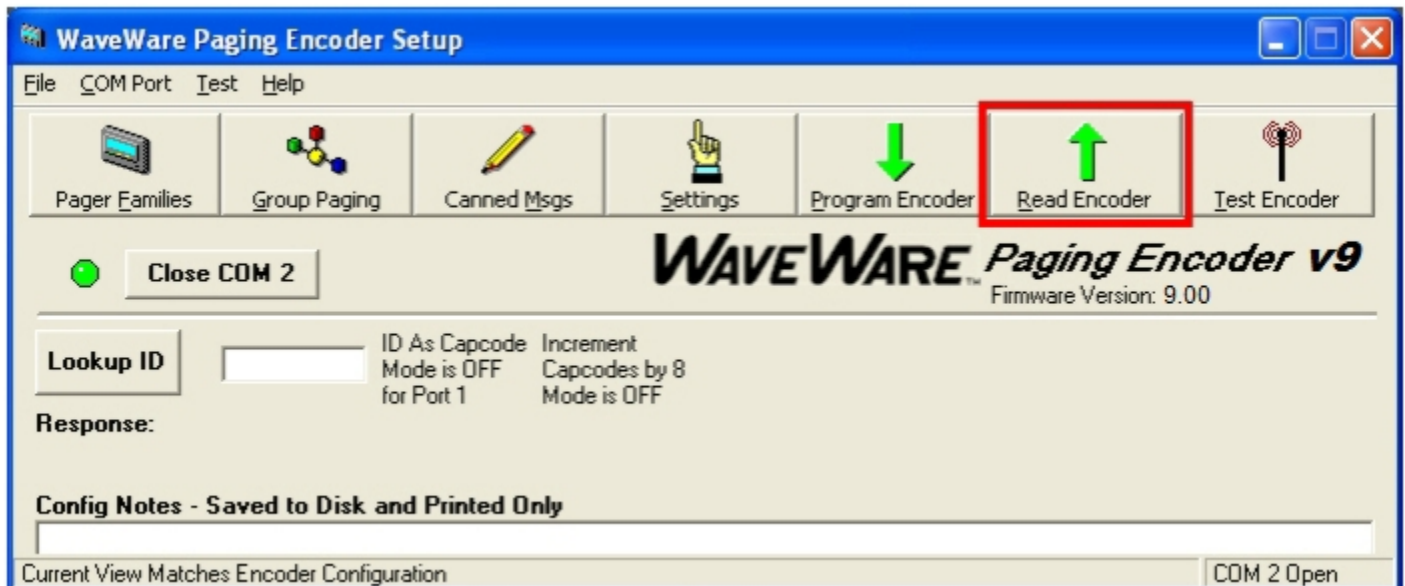 WaveWare Paging Encoder Setup
File COM Port Test Help
Pager Families Group Paging Canned Msgs Settings Program Encoder Read Encoder Test Encoder
Close COM 2
WAVEWARE™ Paging Encoder v9
Firmware Version: 9.00
Lookup ID
ID As Capcode
Mode is OFF
for Port 1
Increment
Capcodes by 8
Mode is OFF
Response:
Config Notes - Saved to Disk and Printed Only
Current View Matches Encoder Configuration COM 2 Open